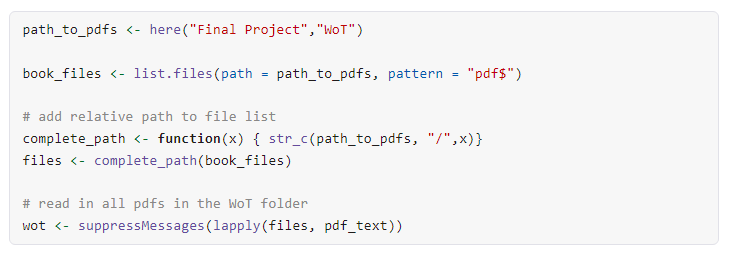 path_to_pdfs <- here("Final Project","WoT")
book_files <- list.files(path = path_to_pdfs, pattern = "pdf$")
# add relative path to file list
complete_path <- function(x) { str_c(path_to_pdfs, "/",x)}
files <- complete_path(book_files)
# read in all pdfs in the WoT folder
wot <- suppressMessages(lapply(files, pdf_text))